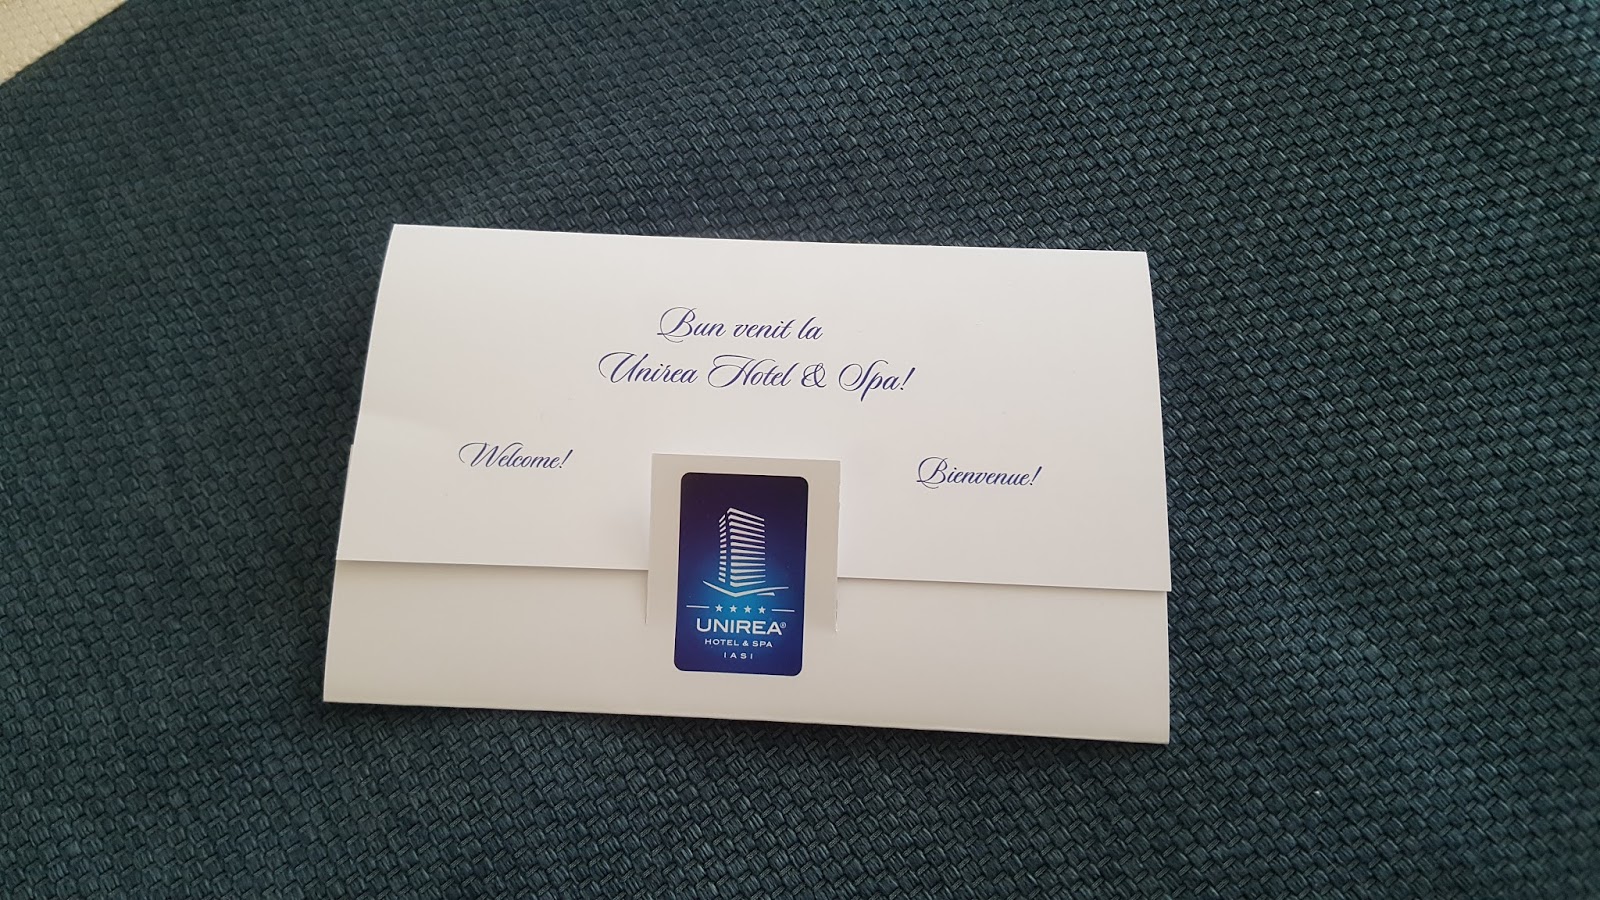 Bun venit la
Unirea Hotel & Spa!
Welcome!
Bienvenue!
UNIREA®
HOTEL & SPA
IASI